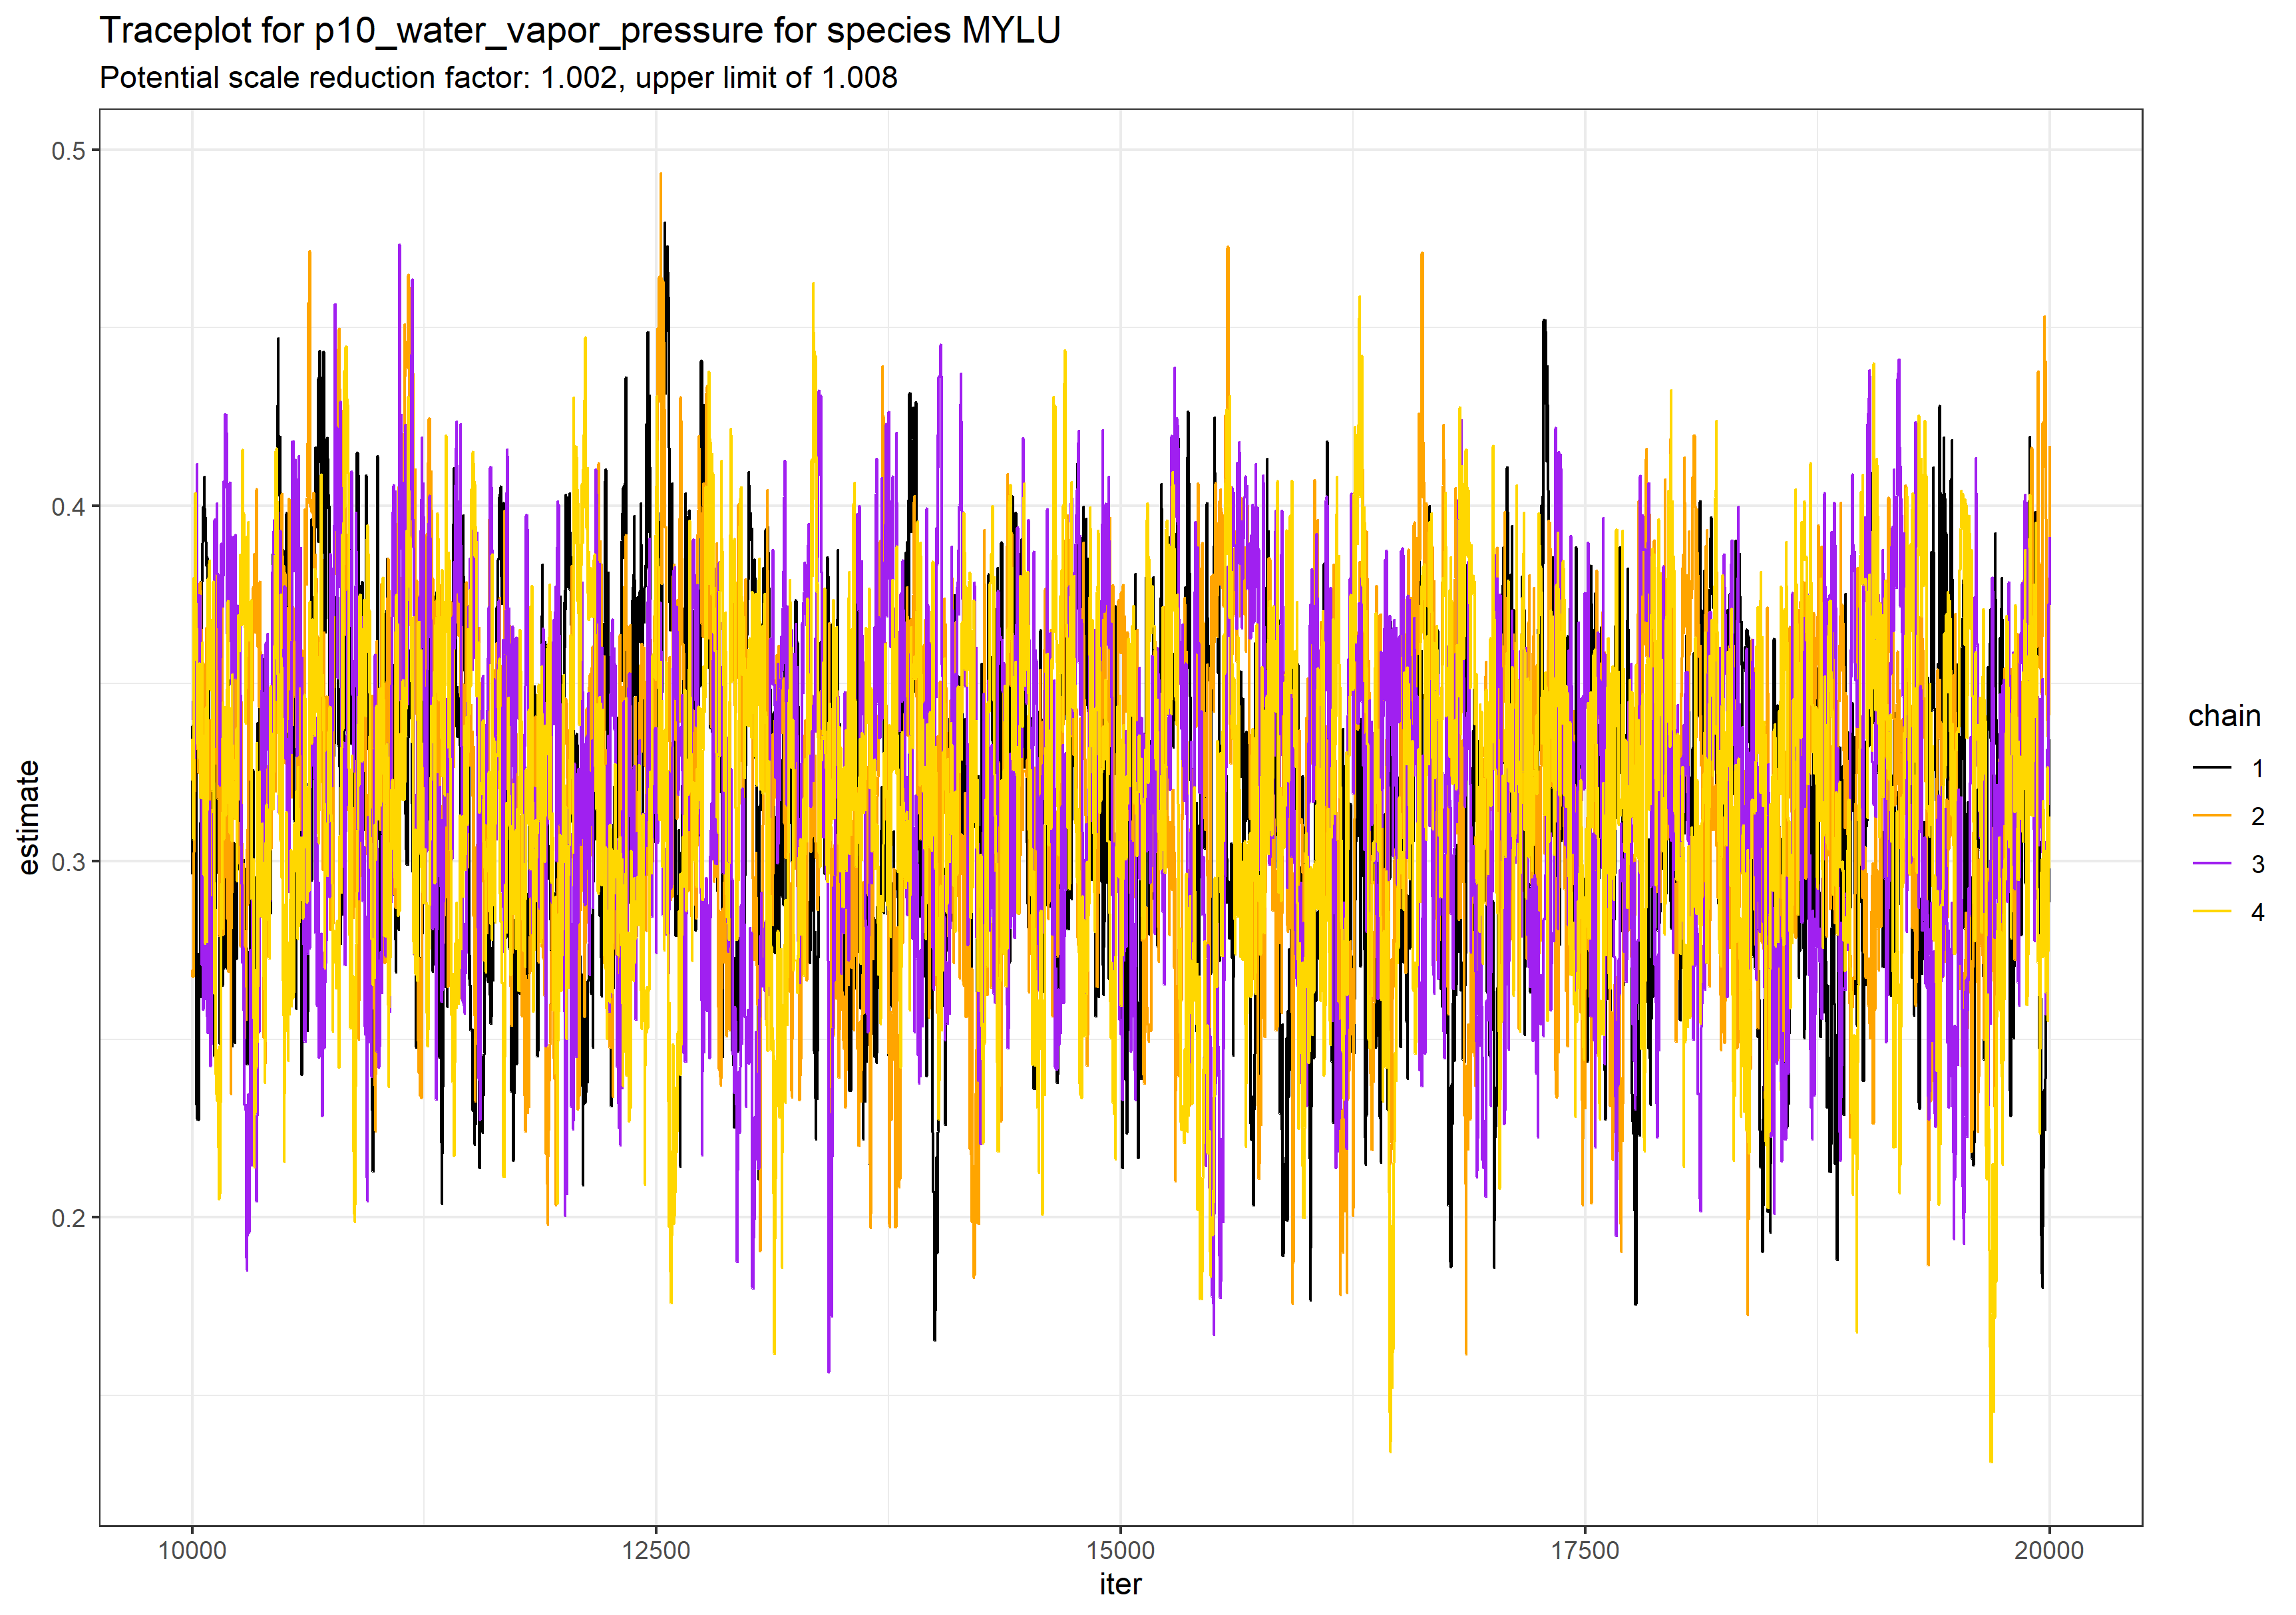 Traceplot for p10_water_vapor_pressure for species MYLU
Potential scale reduction factor: 1.002, upper limit of 1.008
0.5
0.4
0.3
0.2
estimate
10000 12500 15000 17500 20000
iter
chain
1
2
3
4